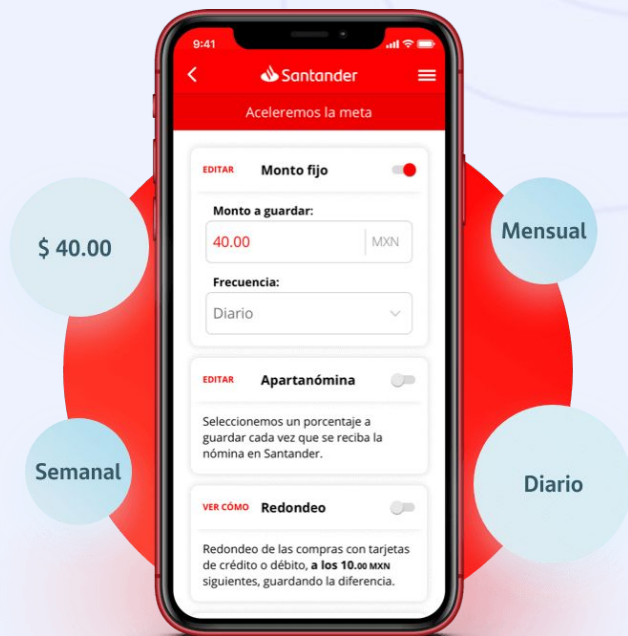 9:41
Santander
Aceleremos la meta
EDITAR Monto fijo
Monto a guardar:
40.00 MXN
Frecuencia:
Diario
EDITAR Apartanómina
Seleccionemos un porcentaje a
guardar cada vez que se reciba la
nómina en Santander.
VER CÓMO Redondeo
Redondeo de las compras con tarjetas
de crédito o débito, a los 10.00 MXN
siguientes, guardando la diferencia.
$ 40.00
Mensual
Semanal
Diario